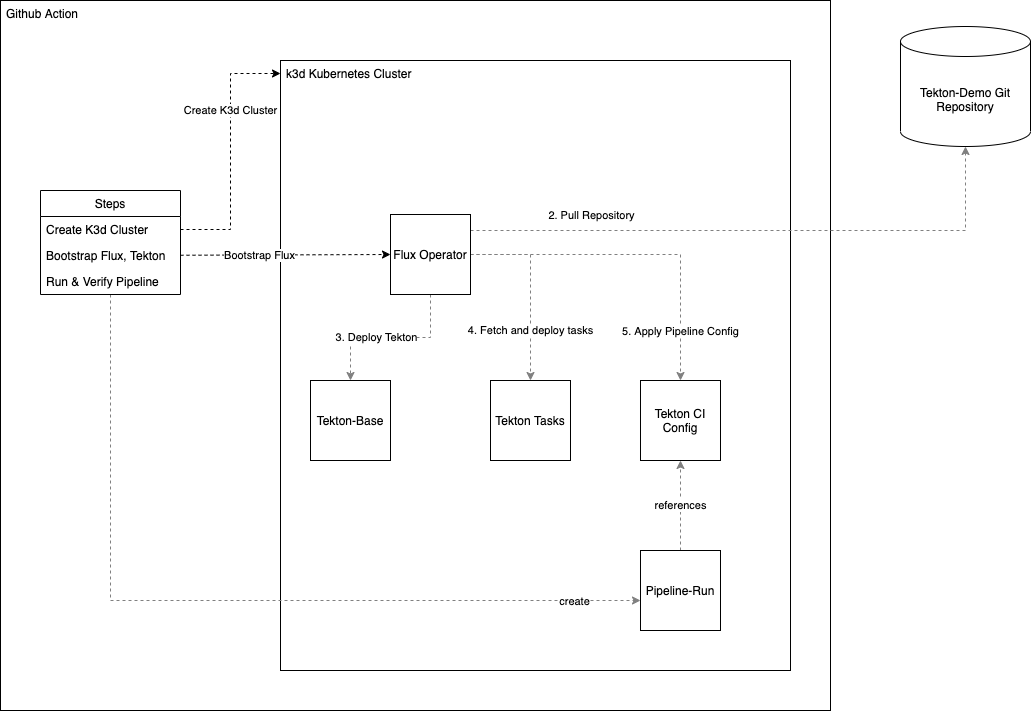 Github Action
k3d Kubernetes Cluster
Create K3d Cluster
Tekton-Demo Git
Repository
Steps
Create K3d Cluster
Bootstrap Flux, Tekton
Run & Verify Pipeline
2. Pull Repository
Bootstrap Flux
Flux Operator
3. Deploy Tekton
4. Fetch and deploy tasks
5. Apply Pipeline Config
Tekton-Base
Tekton Tasks
Tekton CI
Config
references
Pipeline-Run
create